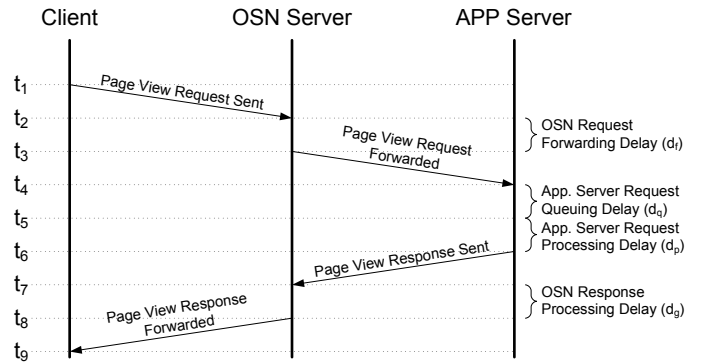 Client OSN Server APP Server
t1
Page View Request Sent
t2
OSN Request
Forwarding Delay (df)
Page View Request
Forwarded
t3
t4
App. Server Request
Queuing Delay (dq)
t5
App. Server Request
Processing Delay (dp)
t6
Page View Response Sent
t7
OSN Response
Processing Delay (dg)
Page View Response
Forwarded
t8
t9